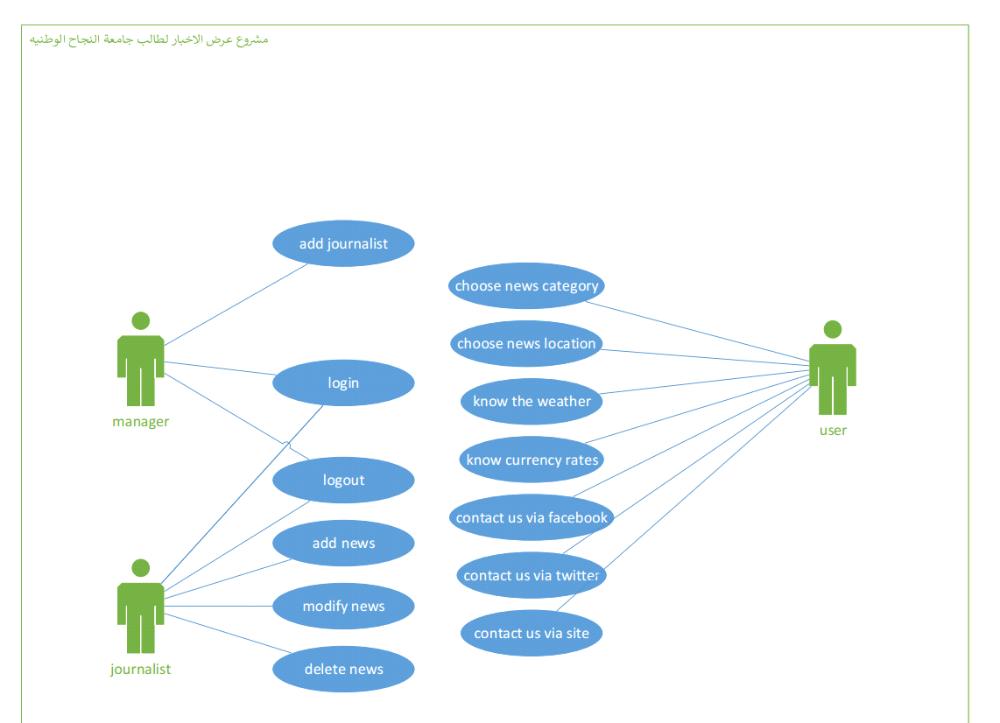 مشروع عرض الاخبار لطالب جامعة النجاح الوطنيه
add journalist
choose news category
choose news location
login
know the weather
manager
user
know currency rates
logout
contact us via facebook
add news
contact us via twitter
modify news
contact us via site
journalist
delete news